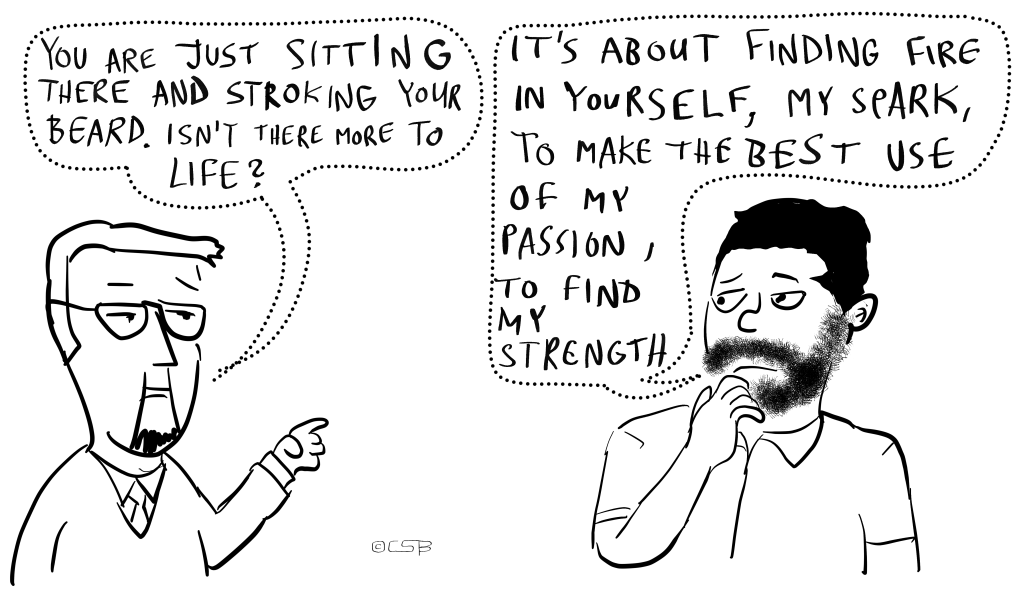 YOU ARE JUST SITTING
THERE AND STROKING YOUR
BEARD. ISN'T THERE MORE TO
LIFE?
IT'S ABOUT FINDING FIRE
IN YOURSELF, MY SPARK,
TO MAKE THE BEST USE
OF MY
PASSION,
TO FIND
MY
STRENGTH
©CSB